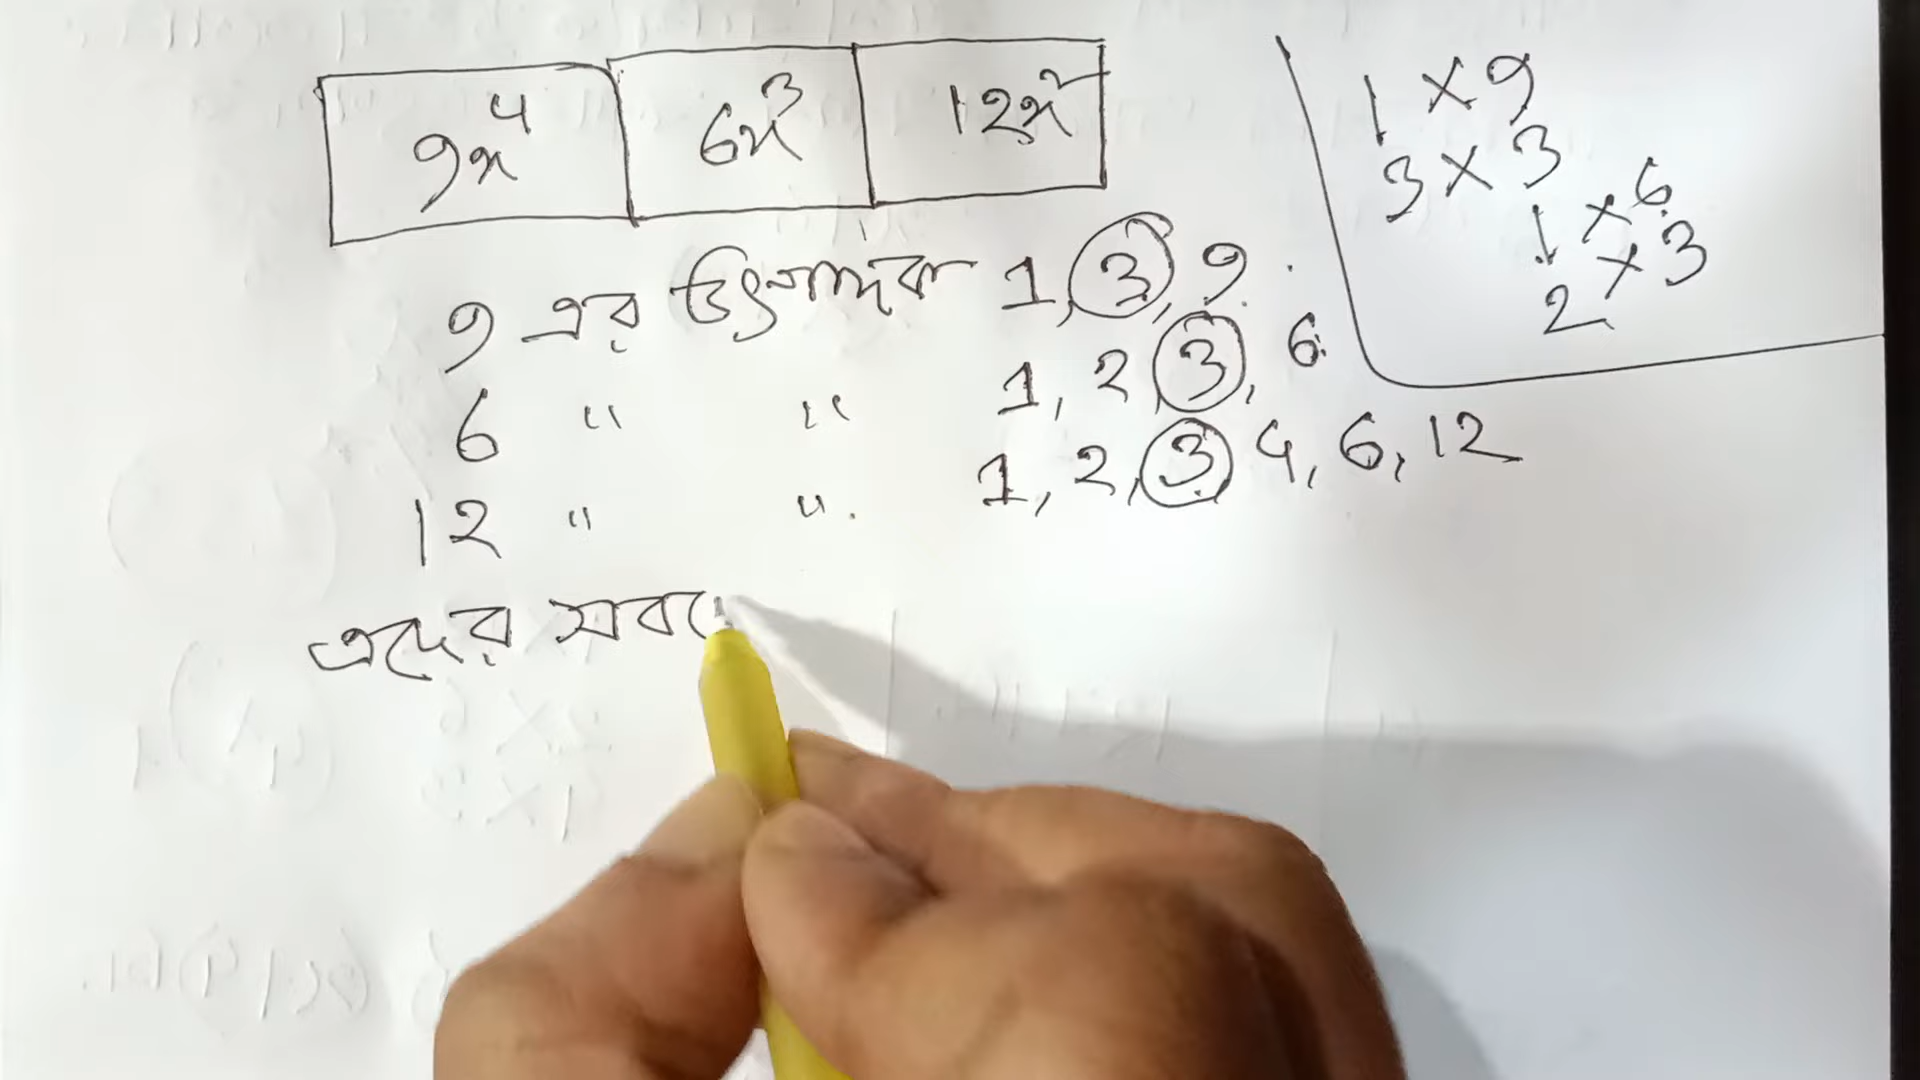 9x⁴ 6x³ 12x²
9 এর উৎপাদক 1, 3, 9.
6 " " 1, 2, 3, 6.
12 " " 1, 2, 3 4, 6, 12
এদের সবে
1 × 9
3 × 3
1 × 6
2 × 3